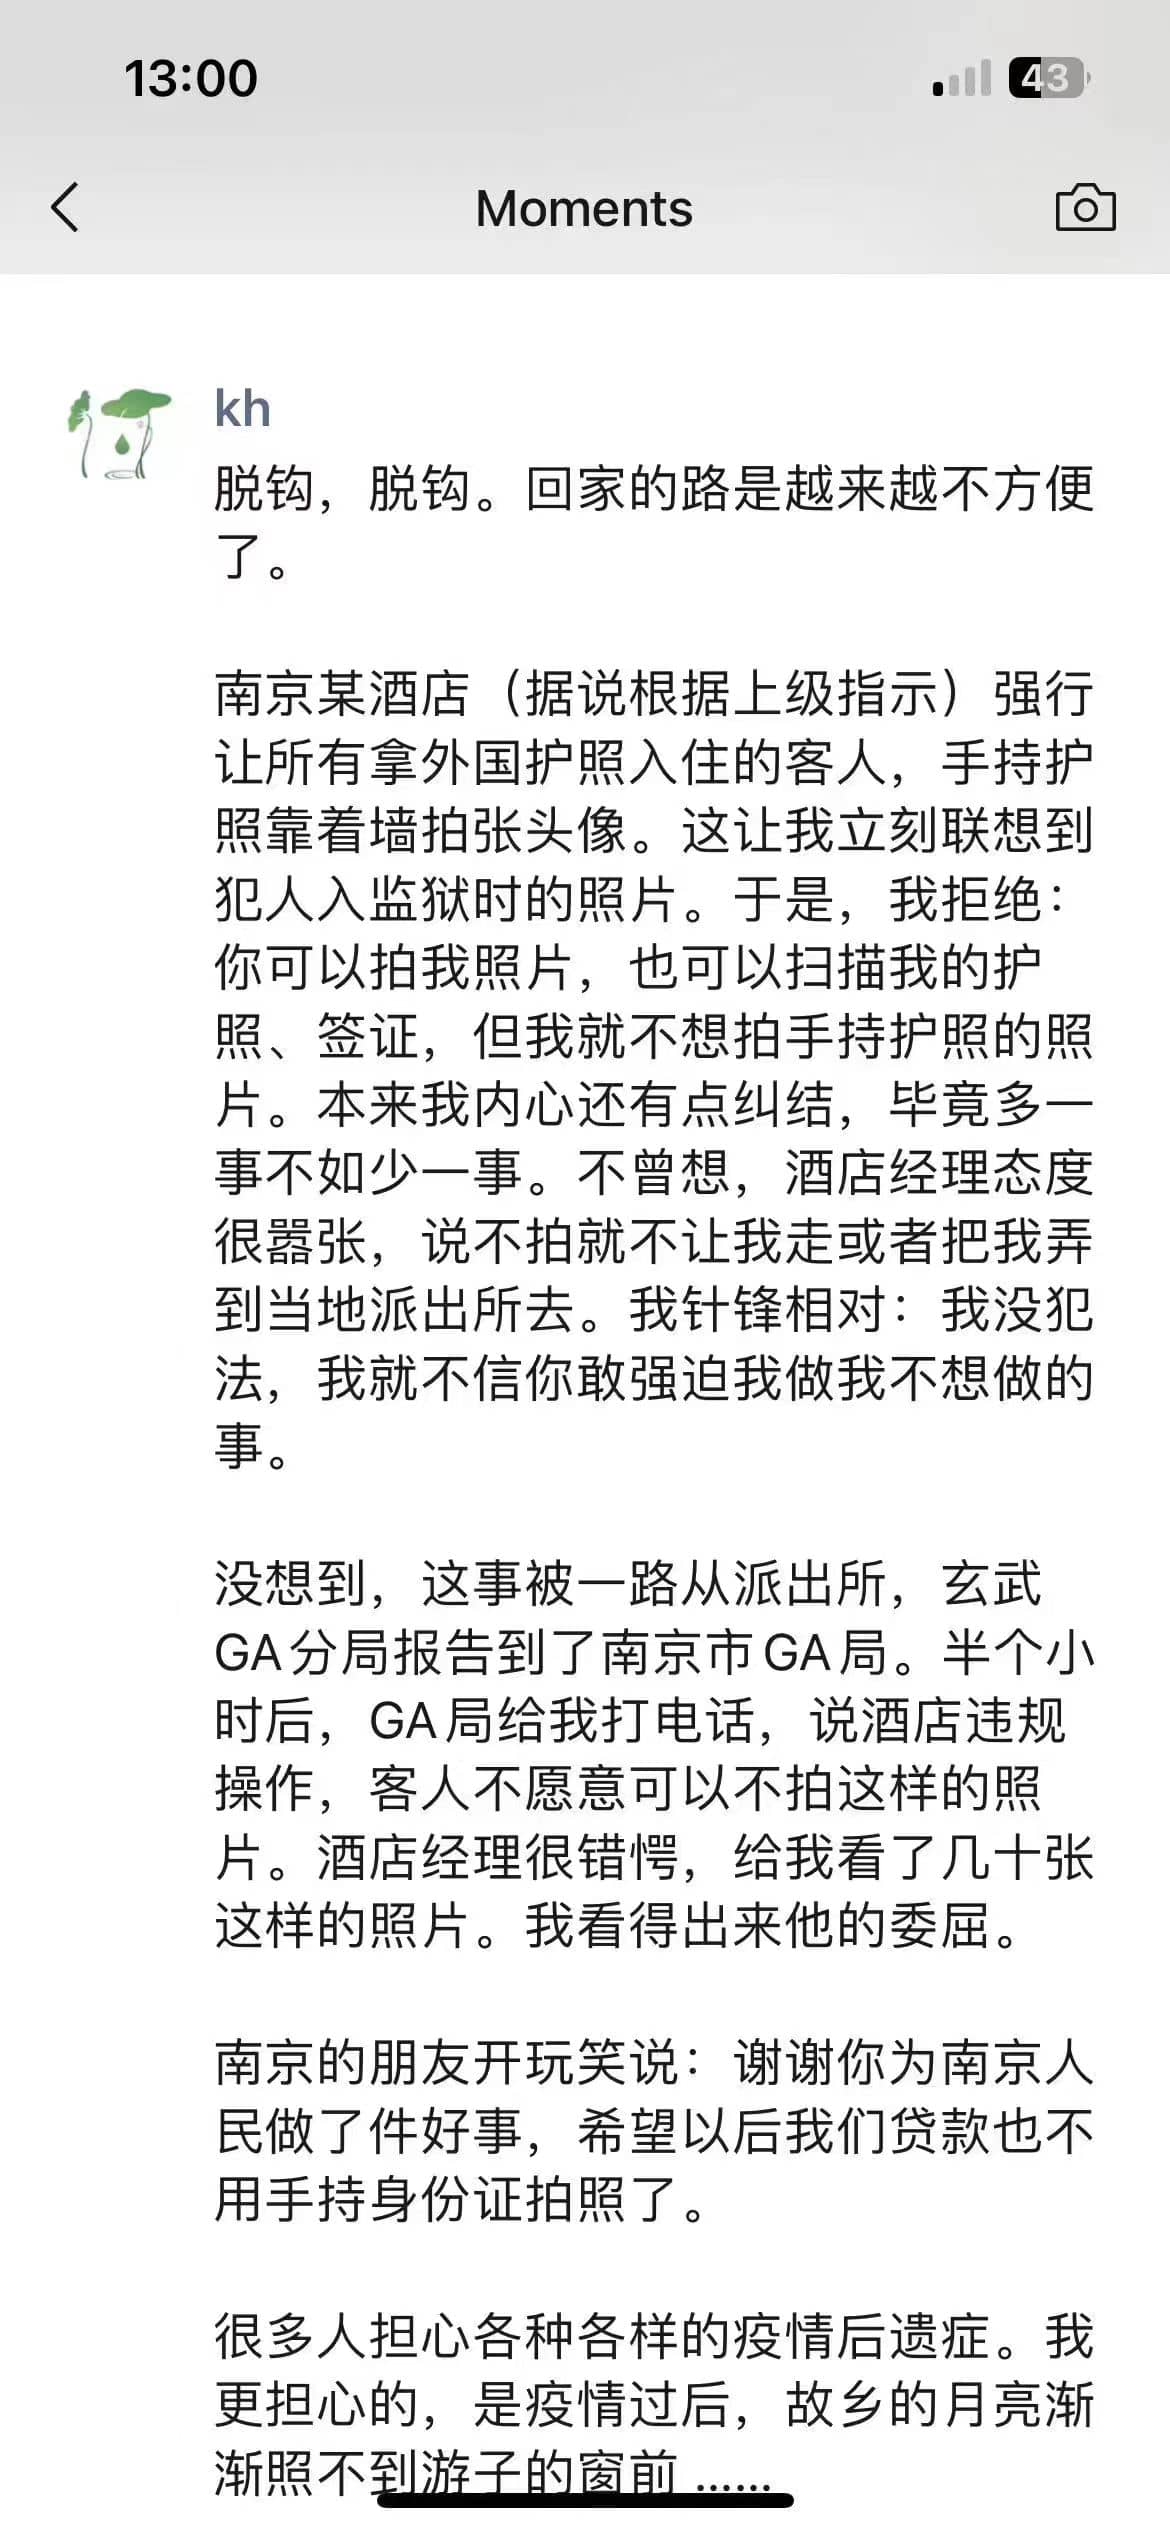 13:00
43
Moments
kh
脱钩，脱钩。回家的路是越来越不方便
了。
南京某酒店（据说根据上级指示）强行
让所有拿外国护照入住的客人，手持护
照靠着墙拍张头像。这让我立刻联想到
犯人入监狱时的照片。于是，我拒绝：
你可以拍我照片，也可以扫描我的护
照、签证，但我就不想拍手持护照的照
片。本来我内心还有点纠结，毕竟多一
事不如少一事。不曾想，酒店经理态度
很嚣张，说不拍就不让我走或者把我弄
到当地派出所去。我针锋相对：我没犯
法，我就不信你敢强迫我做我不想做的
事。
没想到，这事被一路从派出所，玄武
GA分局报告到了南京市GA局。半个小
时后，GA局给我打电话，说酒店违规
操作，客人不愿意可以不拍这样的照
片。酒店经理很错愕，给我看了几十张
这样的照片。我看得出来他的委屈。
南京的朋友开玩笑说：谢谢你为南京人
民做了件好事，希望以后我们贷款也不
用手持身份证拍照了。
很多人担心各种各样的疫情后遗症。我
更担心的，是疫情过后，故乡的月亮渐
渐照不到游子的窗前 ......